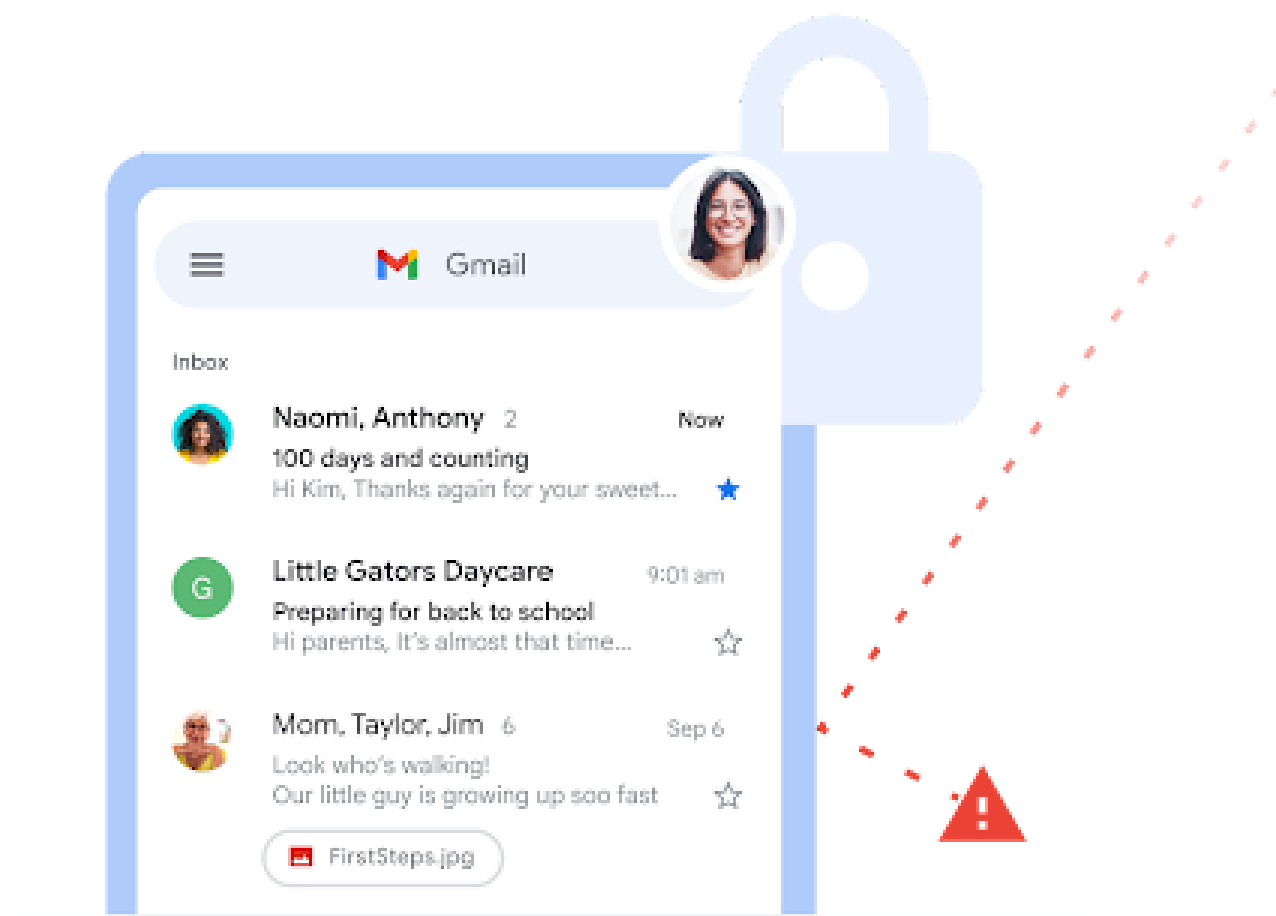 Gmail
Inbox
Naomi, Anthony 2 Now
100 days and counting
Hi Kim, Thanks again for your sweet...
G
Little Gators Daycare 9:01 am
Preparing for back to school
Hi parents, It's almost that time...
Mom, Taylor, Jim 6 Sep 6
Look who's walking!
Our little guy is growing up soo fast
FirstSteps.jpg